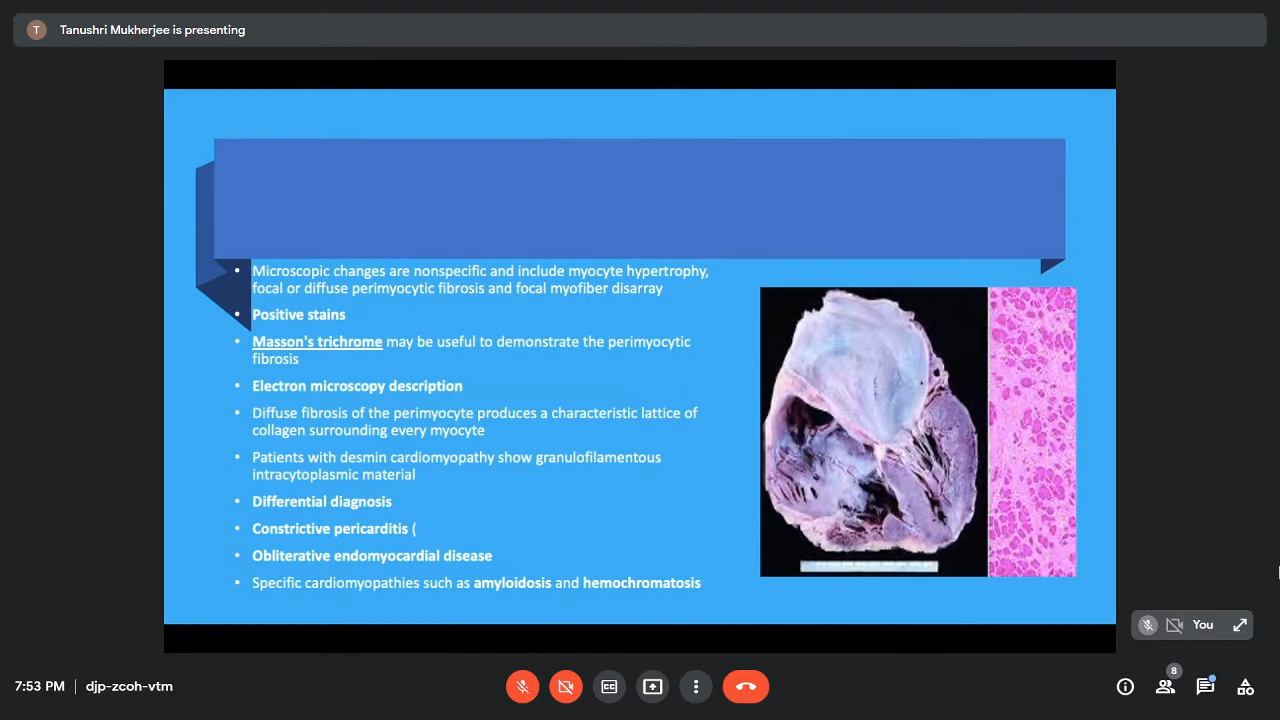 T Tanushri Mukherjee is presenting
• Microscopic changes are nonspecific and include myocyte hypertrophy,
focal or diffuse perimyocytic fibrosis and focal myofiber disarray
• Positive stains
• Masson's trichrome may be useful to demonstrate the perimyocytic
fibrosis
• Electron microscopy description
• Diffuse fibrosis of the perimyocyte produces a characteristic lattice of
collagen surrounding every myocyte
• Patients with desmin cardiomyopathy show granulofilamentous
intracytoplasmic material
• Differential diagnosis
• Constrictive pericarditis (
• Obliterative endomyocardial disease
• Specific cardiomyopathies such as amyloidosis and hemochromatosis
You
7:53 PM | djp-zcoh-vtm
CC
8